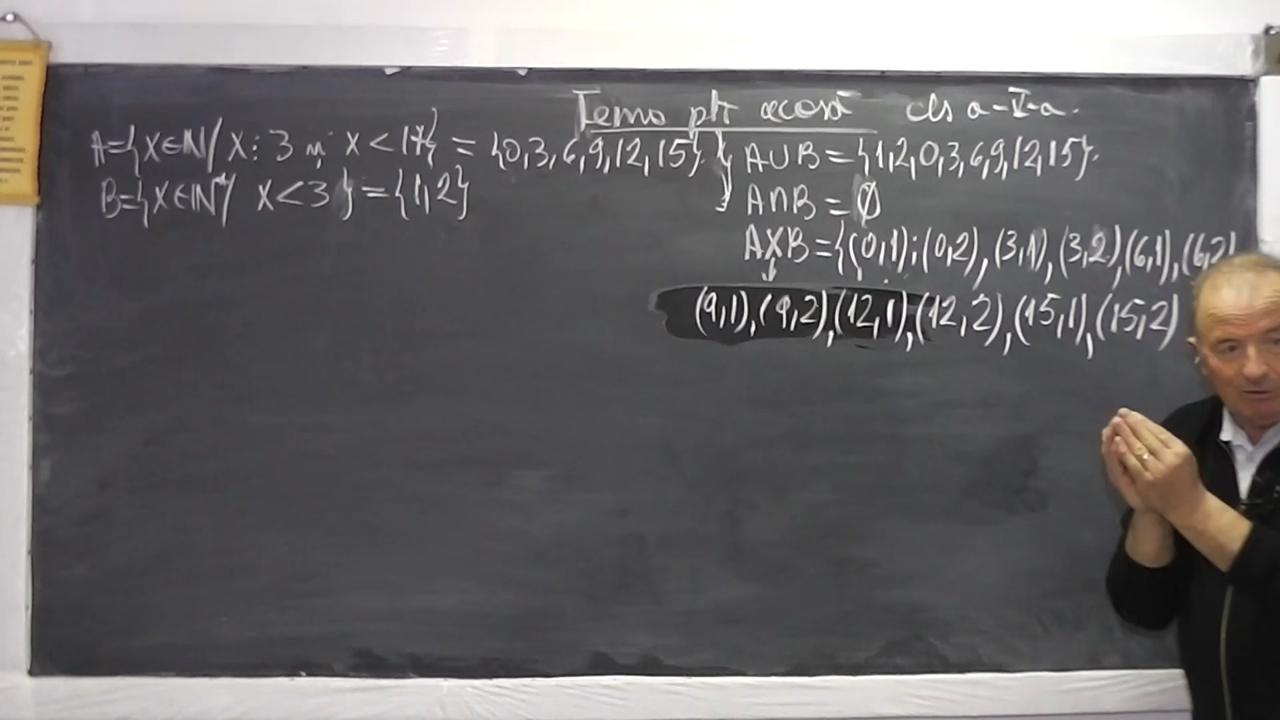 Temă ptr acasă cls a-V-a.
A={x∈ℕ/ x⋮3 și x<17} = {0,3,6,9,12,15}. } A∪B={1,2,0,3,6,9,12,15}.
B={x∈ℕ*/ x<3}={1,2} A∩B=∅
A×B={(0,1);(0,2),(3,1),(3,2),(6,1),(6,2)
(9,1),(9,2),(12,1),(12,2),(15,1),(15,2)